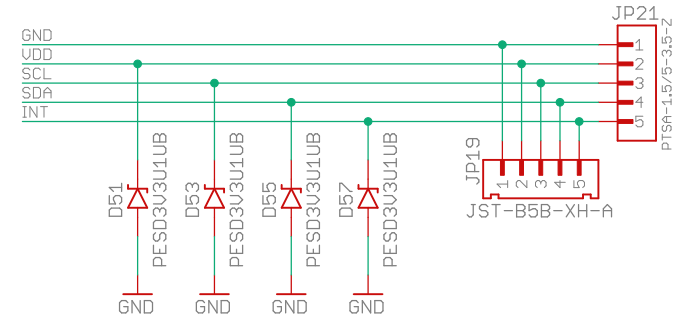 JP21
GND
VDD
SCL
SDA
INT
1
2
3
4
5
PTSA-1.5/5-3.5-Z
JP19
1
2
3
4
5
JST-B5B-XH-A
D51
PESD3V3U1UB
D53
PESD3V3U1UB
D55
PESD3V3U1UB
D57
PESD3V3U1UB
GND
GND
GND
GND